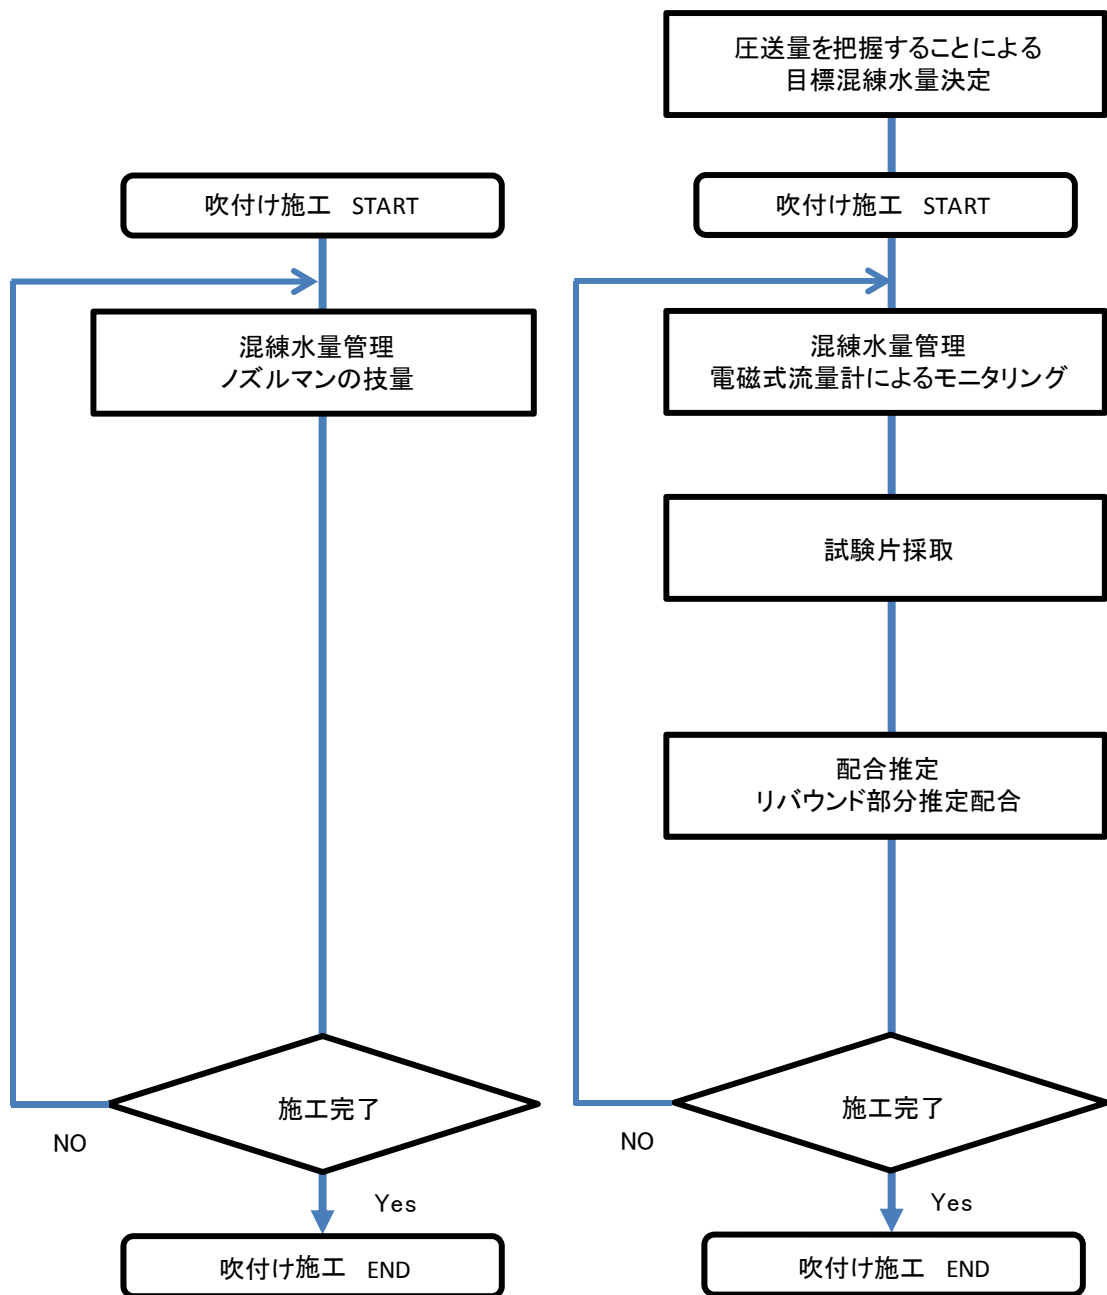 吹付け施工 START
混練水量管理
ノズルマンの技量
施工完了
NO
Yes
吹付け施工 END
圧送量を把握することによる
目標混練水量決定
吹付け施工 START
混練水量管理
電磁式流量計によるモニタリング
試験片採取
配合推定
リバウンド部分推定配合
施工完了
NO
Yes
吹付け施工 END